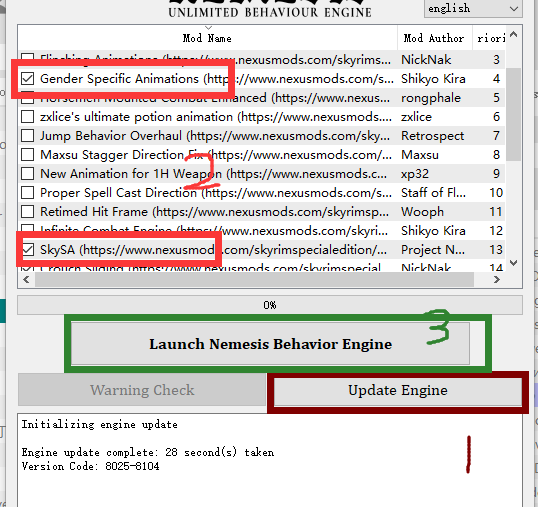 UNLIMITED BEHAVIOUR ENGINE
english
Mod Name Mod Author riori
Flinching Animations (https://www.nexusmods.com/skyrims... NickNak 3
Gender Specific Animations (https://www.nexusmods.com/sk... Shikyo Kira 4
Horsemen Mounted Combat Enhanced (https://www.nexusmods.c... rongphale 5
zxlice's ultimate potion animation (https://www.nexusmods.co... zxlice 6
Jump Behavior Overhaul (https://www.nexusmods.com/sky... Retrospect 7
Maxsu Stagger Direction Fix (https://www.nexusmods.com/... Maxsu 8
New Animation for 1H Weapon (https://www.nexusmods.c... xp32 9
Proper Spell Cast Direction (https://www.nexusmods.com/s... Staff of Fl... 10
Retimed Hit Frame (https://www.nexusmods.com/skyrimsp... Wooph 11
Infinite Combat Engine (https://www.nexusmods.com/skyri... Shikyo Kira 12
SkySA (https://www.nexusmods.com/skyrimspecialedition/... Project N... 13
Crouch Sliding (https://www.nexusmods.com/skyrimspecial... NickNak 14
2
0%
Launch Nemesis Behavior Engine
3
Warning Check Update Engine
Initializing engine update
Engine update complete: 28 second(s) taken
Version Code: 8025-8104
1